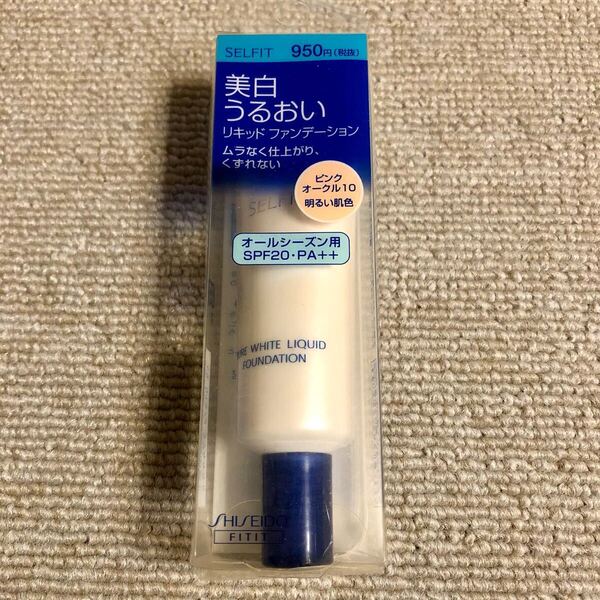 SELFIT 950円(税抜)
美白
うるおい
リキッド ファンデーション
ムラなく仕上がり、
くずれない
ピンク
オークル10
明るい肌色
SELFIT
オールシーズン用
SPF20・PA++
WHITE LIQUID
FOUNDATION
SHISEIDO
FITIT